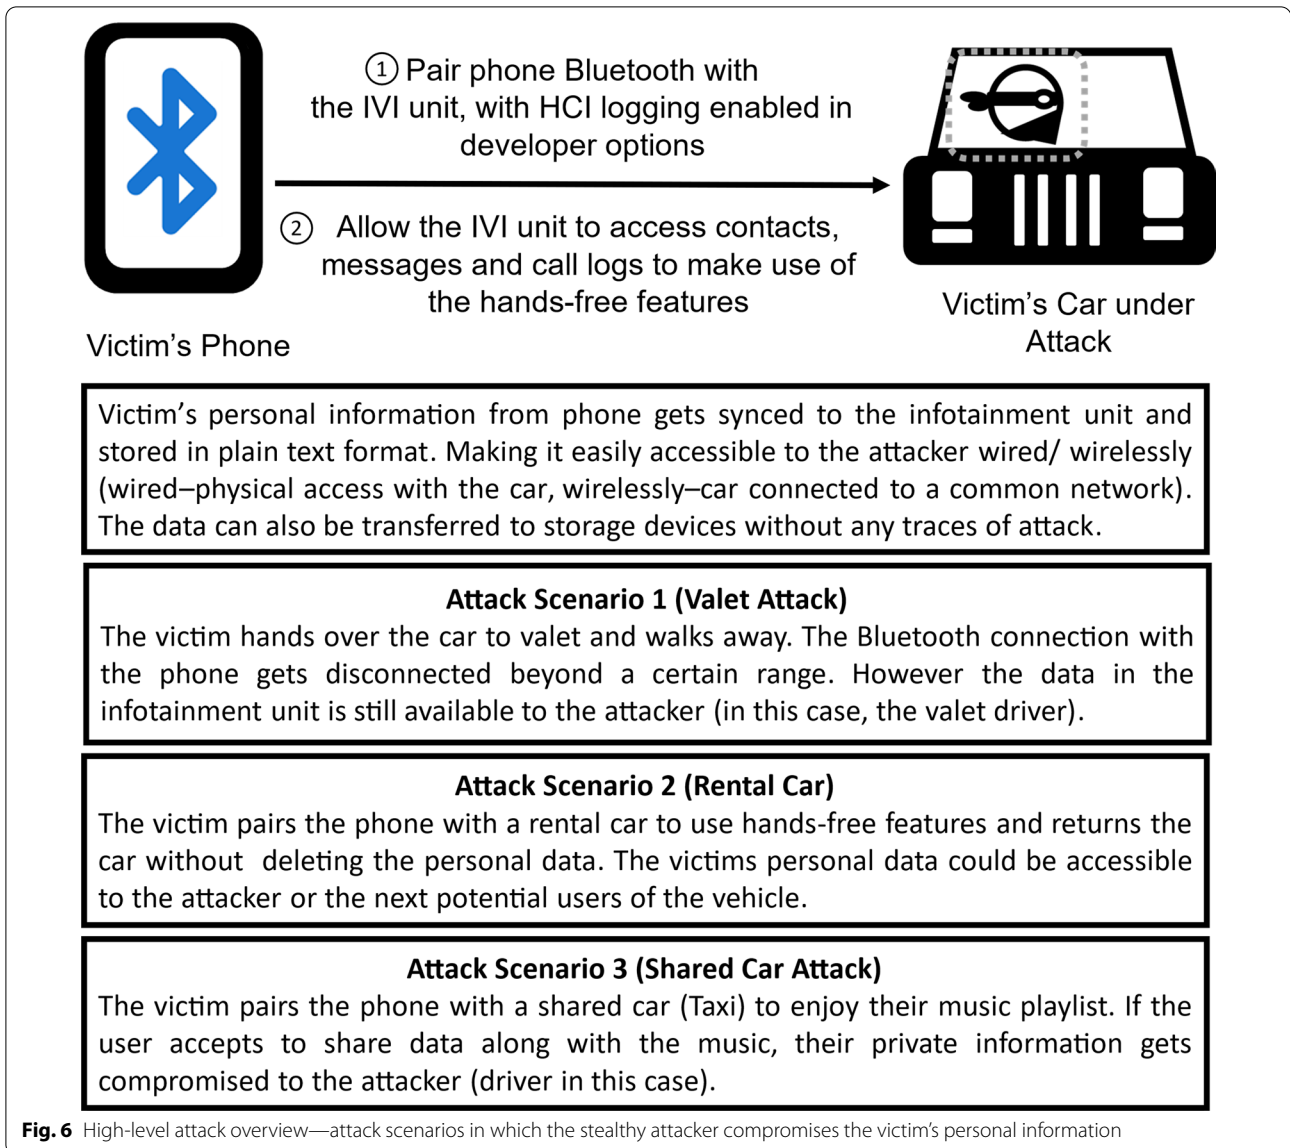 ① Pair phone Bluetooth with
the IVI unit, with HCI logging enabled in
developer options
② Allow the IVI unit to access contacts,
messages and call logs to make use of
the hands-free features
Victim’s Phone
Victim’s Car under
Attack
Victim’s personal information from phone gets synced to the infotainment unit and
stored in plain text format. Making it easily accessible to the attacker wired/ wirelessly
(wired–physical access with the car, wirelessly–car connected to a common network).
The data can also be transferred to storage devices without any traces of attack.
Attack Scenario 1 (Valet Attack)
The victim hands over the car to valet and walks away. The Bluetooth connection with
the phone gets disconnected beyond a certain range. However the data in the
infotainment unit is still available to the attacker (in this case, the valet driver).
Attack Scenario 2 (Rental Car)
The victim pairs the phone with a rental car to use hands-free features and returns the
car without deleting the personal data. The victims personal data could be accessible
to the attacker or the next potential users of the vehicle.
Attack Scenario 3 (Shared Car Attack)
The victim pairs the phone with a shared car (Taxi) to enjoy their music playlist. If the
user accepts to share data along with the music, their private information gets
compromised to the attacker (driver in this case).
Fig. 6 High-level attack overview—attack scenarios in which the stealthy attacker compromises the victim’s personal information